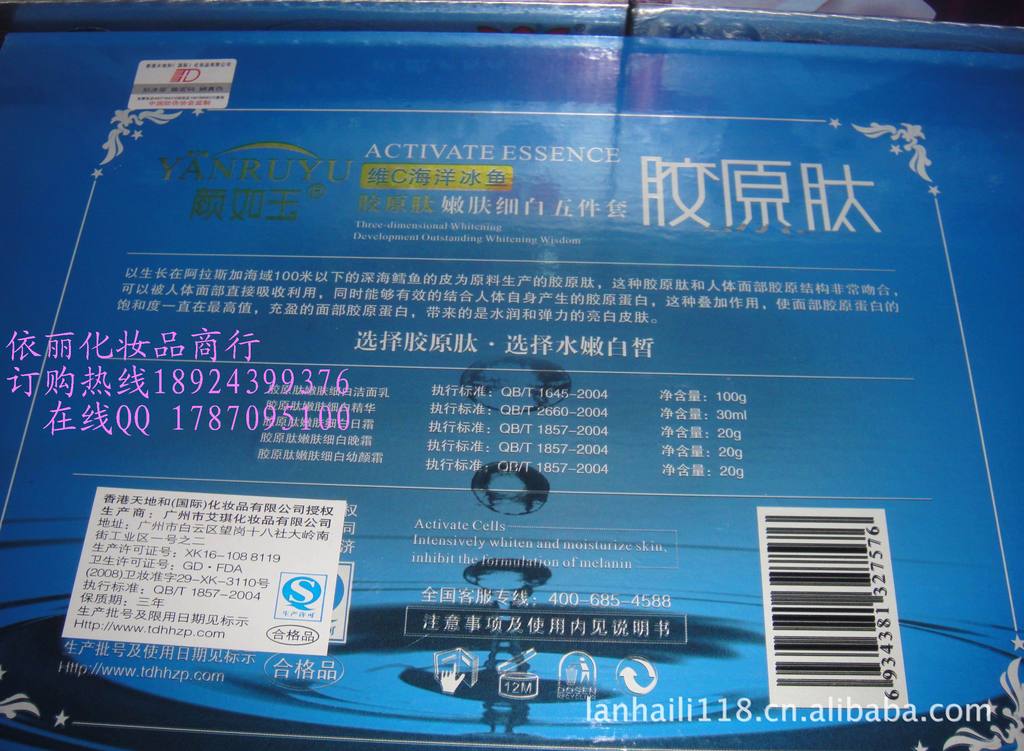 中国防伪协会监制
YANRUYU
颜如玉®
ACTIVATE ESSENCE
维C海洋冰鱼
胶原肽 嫩肤细白五件套
胶原肽
Three-dimensional Whitening
Development Outstanding Whitening Wisdom
以生长在阿拉斯加海域100米以下的深海鳕鱼的皮为原料生产的胶原肽，这种胶原肽和人体面部胶原结构非常吻合，
可以被人体面部直接吸收利用，同时能够有效的结合人体自身产生的胶原蛋白，这种叠加作用，使面部胶原蛋白的
饱和度一直在最高值，充盈的面部胶原蛋白，带来的是水润和弹力的亮白皮肤。
选择胶原肽·选择水嫩白皙
依丽化妆品商行
订购热线18924399376
在线QQ 1787095100
胶原肽嫩肤细白洁面乳 执行标准：QB/T 1645-2004 净含量：100g
胶原肽嫩肤细白精华 执行标准：QB/T 2660-2004 净含量：30ml
胶原肽嫩肤细白日霜 执行标准：QB/T 1857-2004 净含量：20g
胶原肽嫩肤细白晚霜 执行标准：QB/T 1857-2004 净含量：20g
胶原肽嫩肤细白幼颜霜 执行标准：QB/T 1857-2004 净含量：20g
香港天地和(国际)化妆品有限公司授权
生产商：广州市艾琪化妆品有限公司
地址：广州市白云区望岗十八社大岭南
街工业区一号之二
生产许可证号：XK16-108 8119
卫生许可证号：GD·FDA
(2008)卫妆准字29-XK-3110号
执行标准：QB/T 1857-2004
保质期：三年
生产批号及限用日期见标示
Http://www.tdhhzp.com
生产许可
合格品
生产批号及使用日期见标示
Http://www.tdhhzp.com
合格品
权
司
济
Activate Cells
Intensively whiten and moisturize skin,
inhibit the formulation of melanin
全国客服专线：400-685-4588
注意事项及使用内见说明书
12M
DOSEN
RECYCLING
6934381327576
lanhaili118.cn.alibaba.com